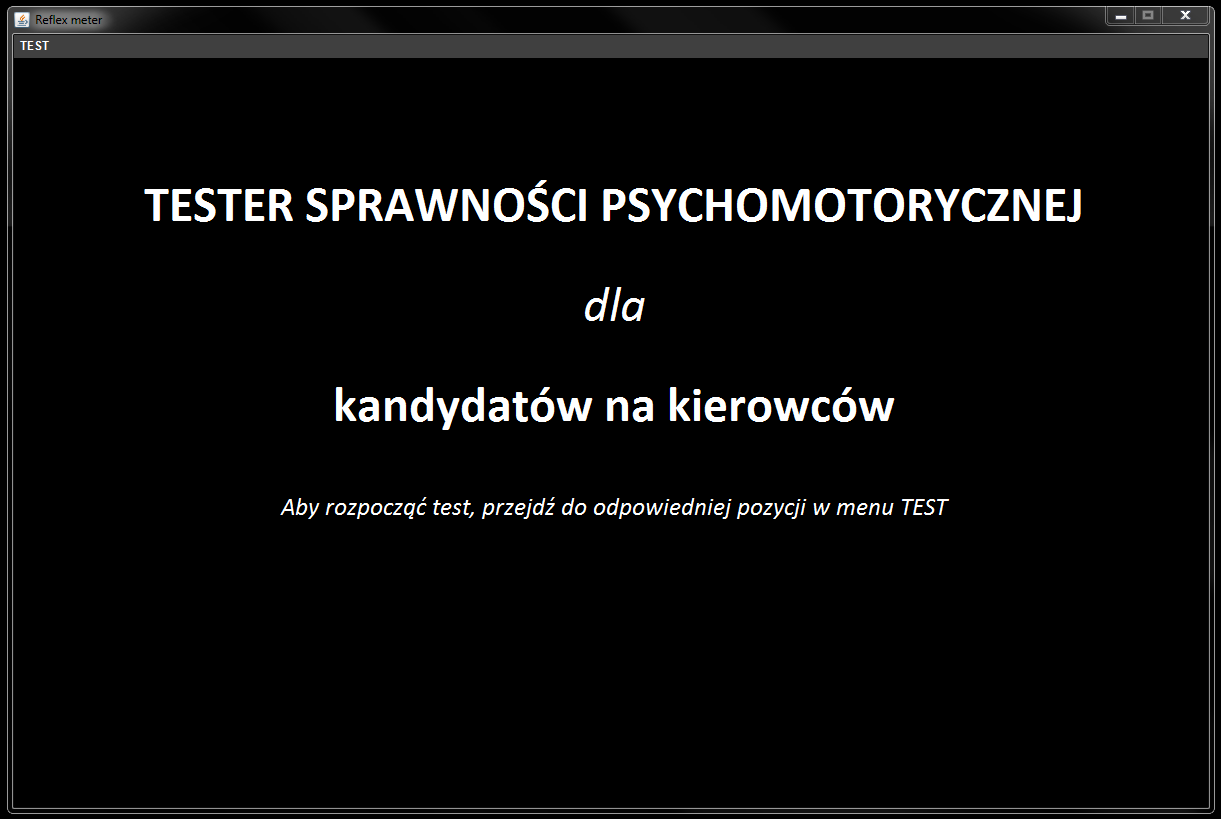 Reflex meter
TEST
TESTER SPRAWNOŚCI PSYCHOMOTORYCZNEJ
dla
kandydatów na kierowców
Aby rozpocząć test, przejdź do odpowiedniej pozycji w menu TEST